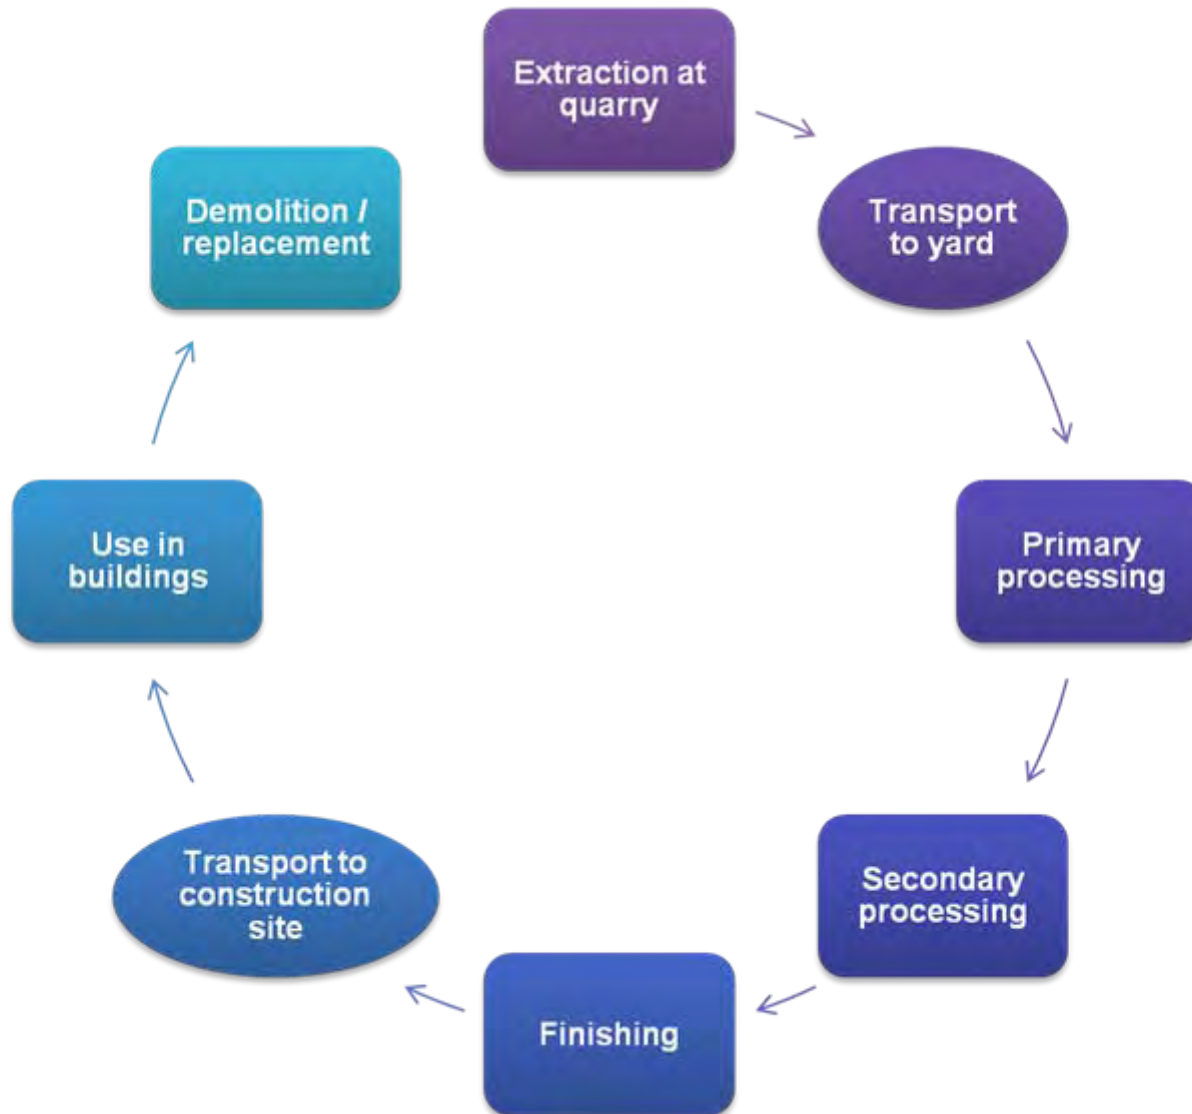 Extraction at
quarry
Transport
to yard
Primary
processing
Secondary
processing
Finishing
Transport to
construction
site
Use in
buildings
Demolition /
replacement